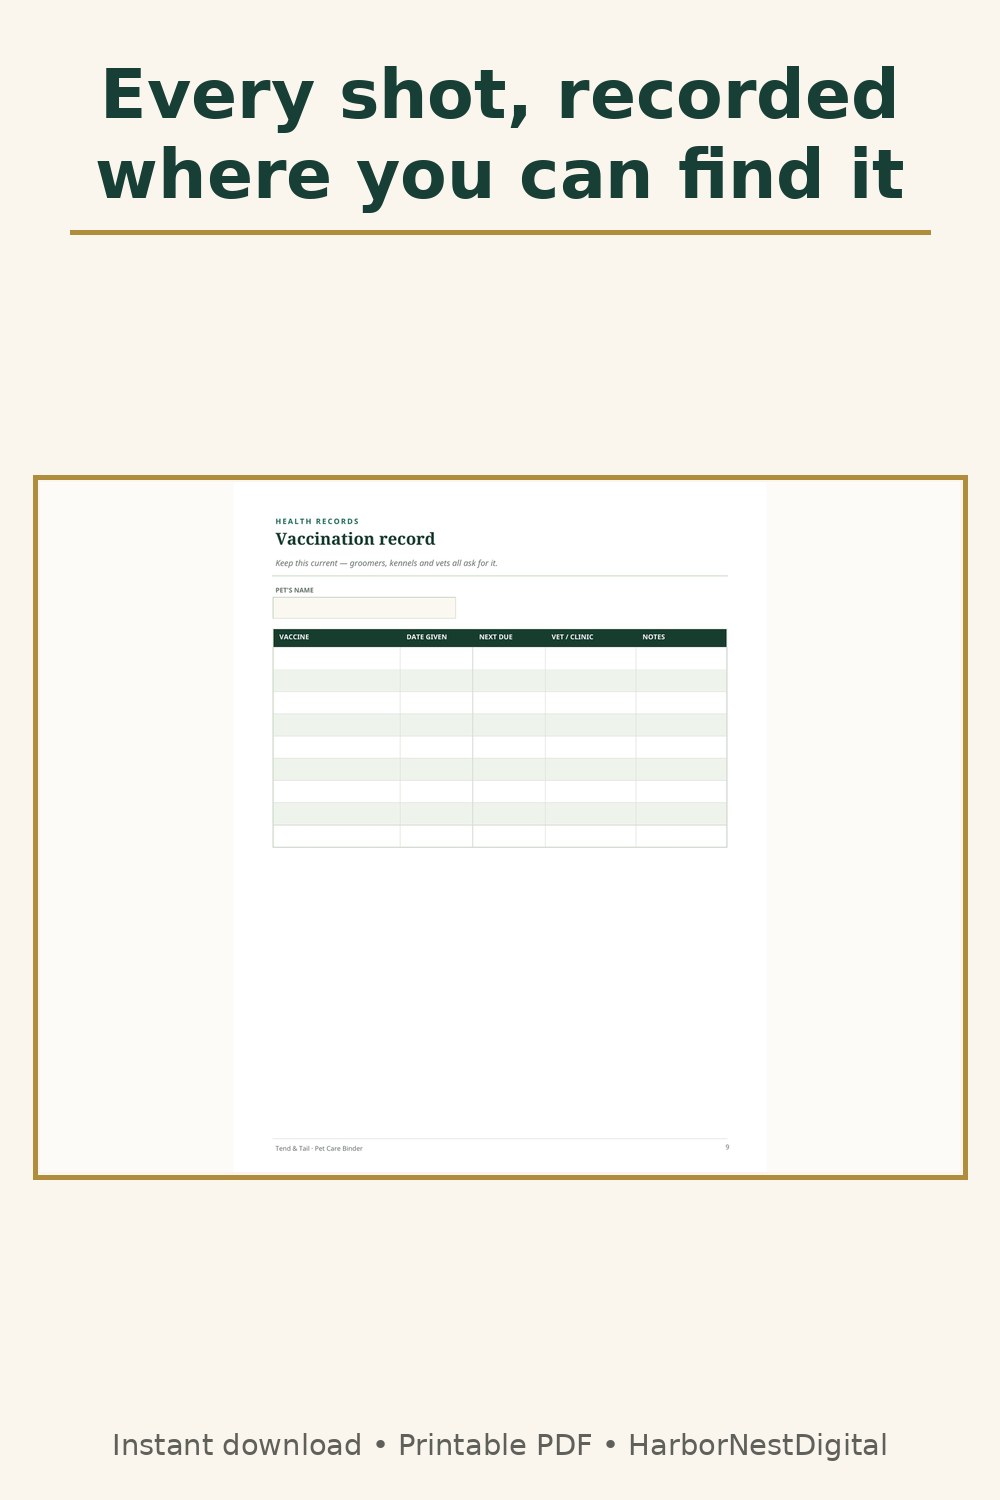 Every shot, recorded
where you can find it
HEALTH RECORDS
Vaccination record
Keep this current — groomers, kennels and vets all ask for it.
PET'S NAME
VACCINE DATE GIVEN NEXT DUE VET / CLINIC NOTES
Tend & Tail · Pet Care Binder 9
Instant download • Printable PDF • HarborNestDigital